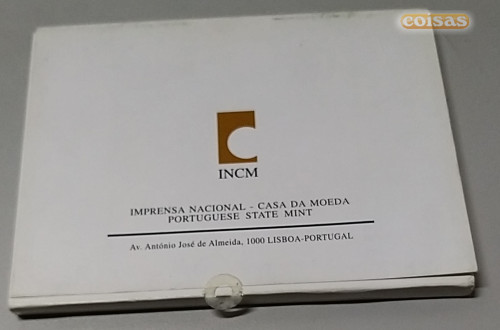 coisas
INCM
IMPRENSA NACIONAL - CASA DA MOEDA
PORTUGUESE STATE MINT
Av. António José de Almeida, 1000 LISBOA-PORTUGAL